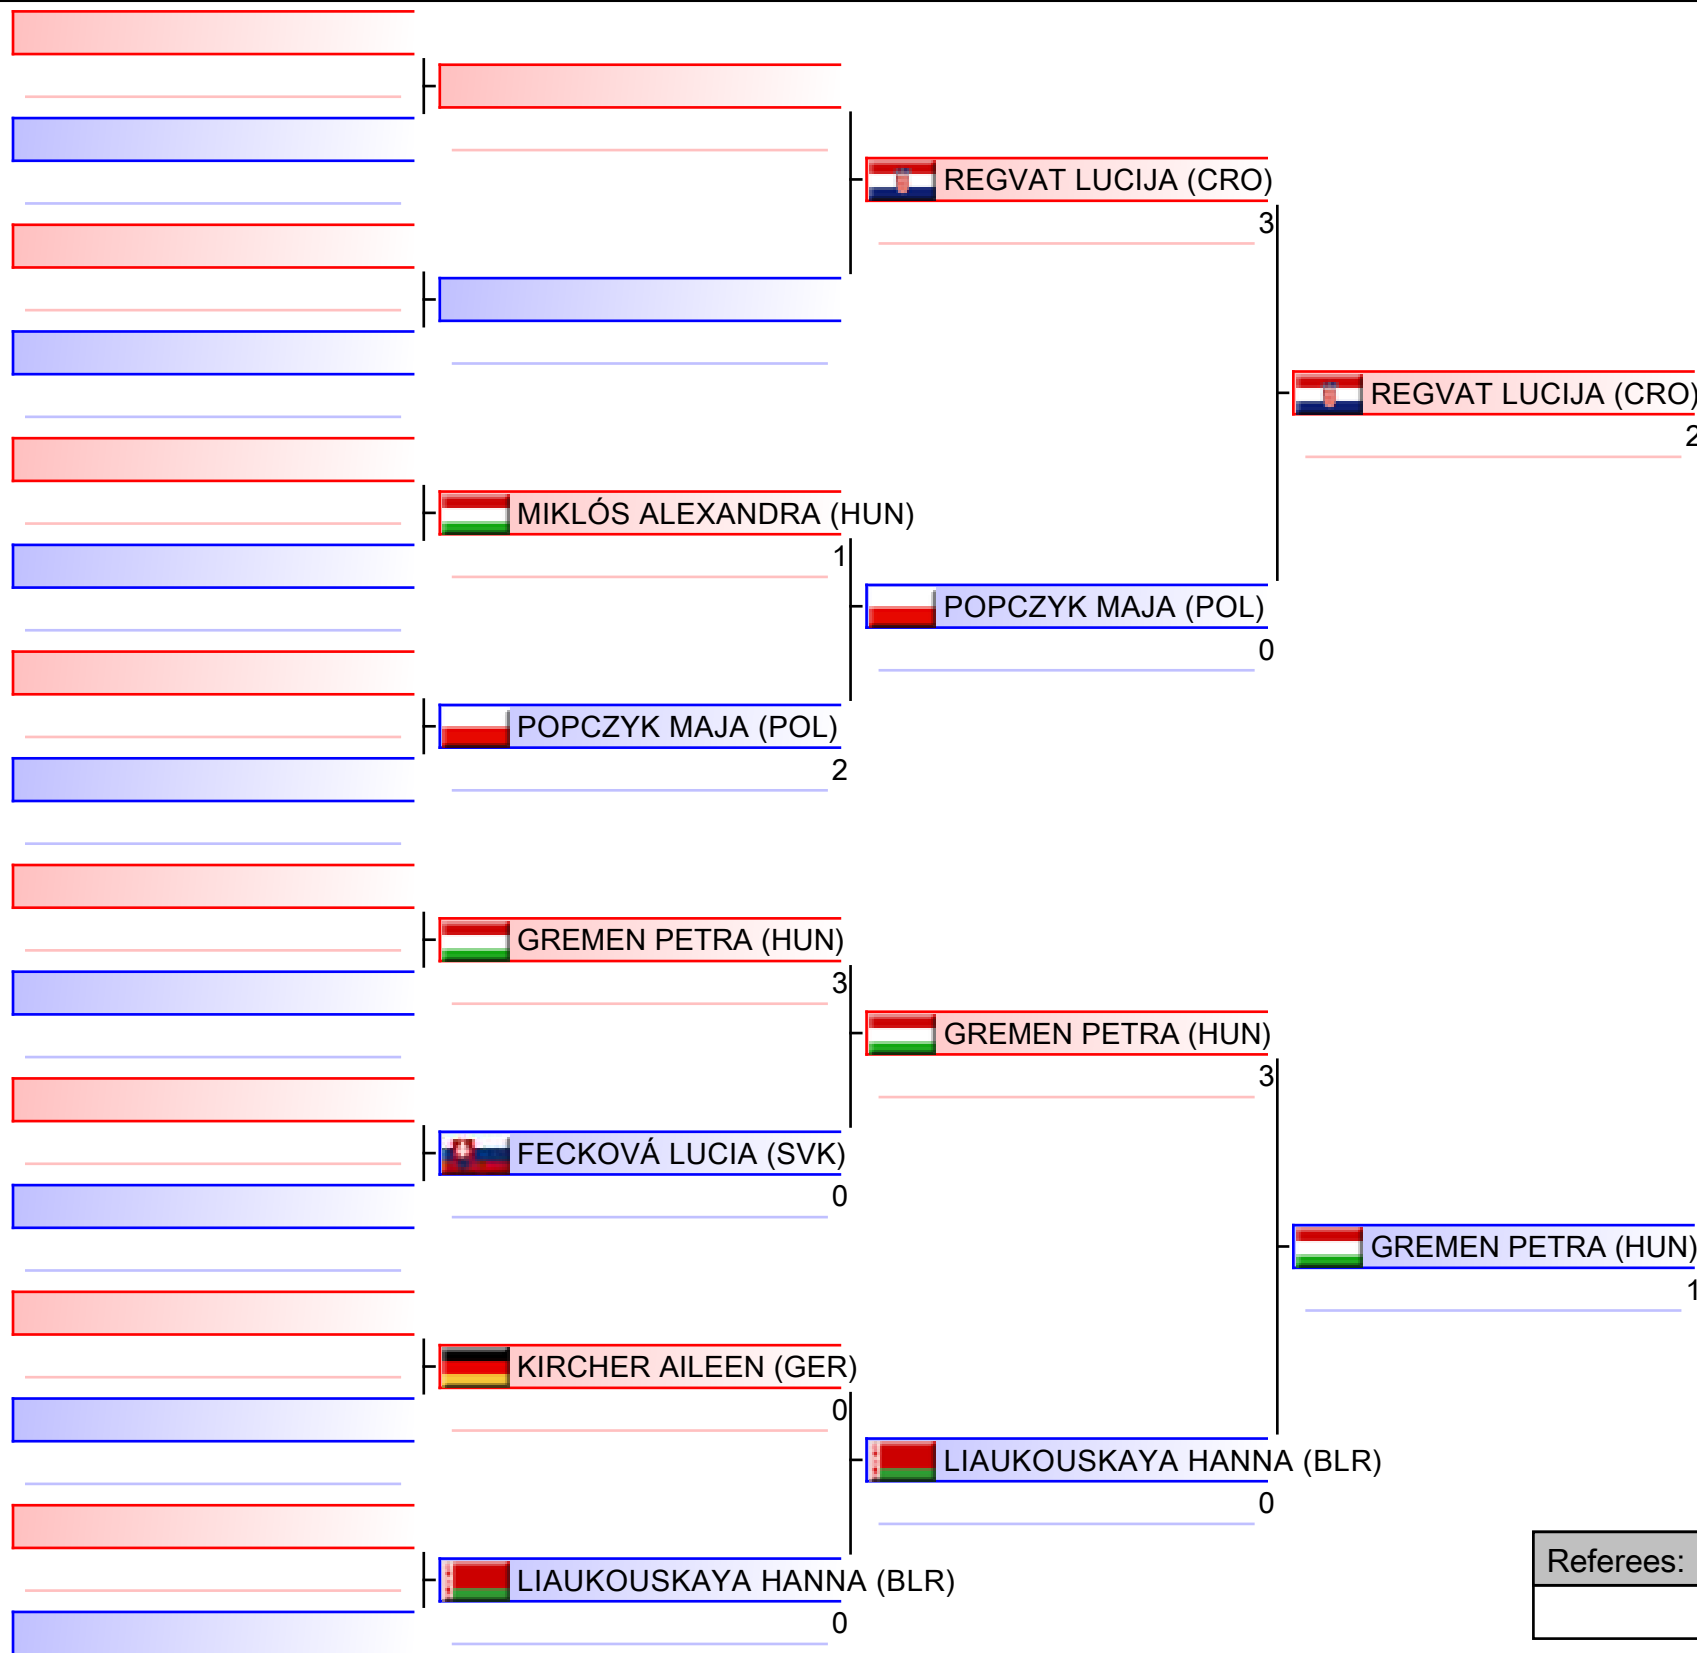 REGVAT LUCIJA (CRO)
3
REGVAT LUCIJA (CRO)
2
MIKLÓS ALEXANDRA (HUN)
1
POPCZYK MAJA (POL)
0
POPCZYK MAJA (POL)
2
GREMEN PETRA (HUN)
3
GREMEN PETRA (HUN)
3
FECKOVÁ LUCIA (SVK)
0
GREMEN PETRA (HUN)
1
KIRCHER AILEEN (GER)
0
LIAUKOUSKAYA HANNA (BLR)
0
LIAUKOUSKAYA HANNA (BLR)
0
Referees: